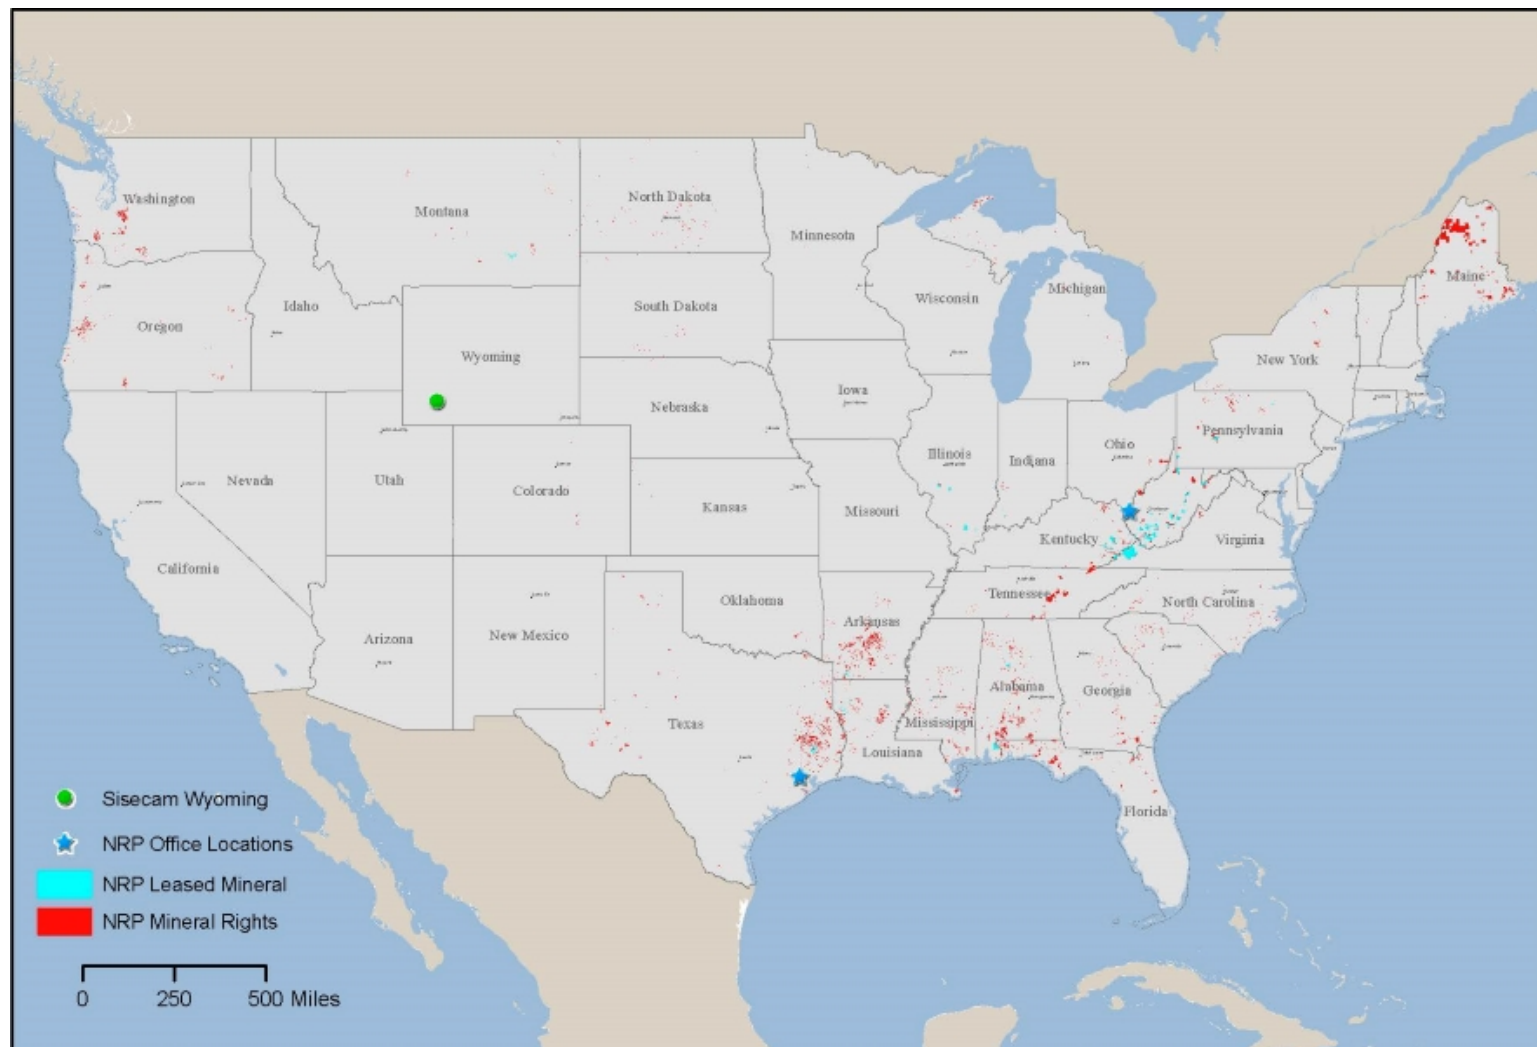 Washington
Montana
North Dakota
Minnesota
Maine
Oregon
Idaho
South Dakota
Wisconsin
Michigan
Wyoming
New York
Iowa
Nebraska
Pennsylvania
Ohio
Illinois
Indiana
Nevada
Utah
Colorado
Kansas
Missouri
Kentucky
Virginia
California
Oklahoma
Tennessee
North Carolina
Arkansas
Arizona
New Mexico
Alabama
Georgia
Texas
Mississippi
Louisiana
Florida
Sisecam Wyoming
NRP Office Locations
NRP Leased Mineral
NRP Mineral Rights
0 250 500 Miles